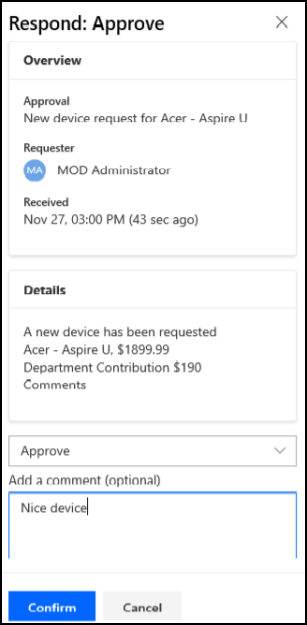 Respond: Approve
Overview
Approval
New device request for Acer - Aspire U
Requester
MA MOD Administrator
Received
Nov 27, 03:00 PM (43 sec ago)
Details
A new device has been requested
Acer - Aspire U, $1899.99
Department Contribution $190
Comments
Approve
Add a comment (optional)
Nice device
Confirm Cancel